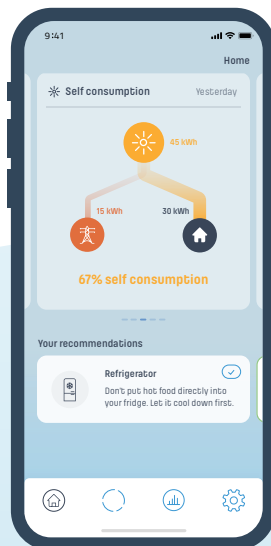 9:41
Home
Self consumption Yesterday
45 kWh
15 kWh 30 kWh
67% self consumption
Your recommendations
Refrigerator
Don't put hot food directly into
your fridge. Let it cool down first.